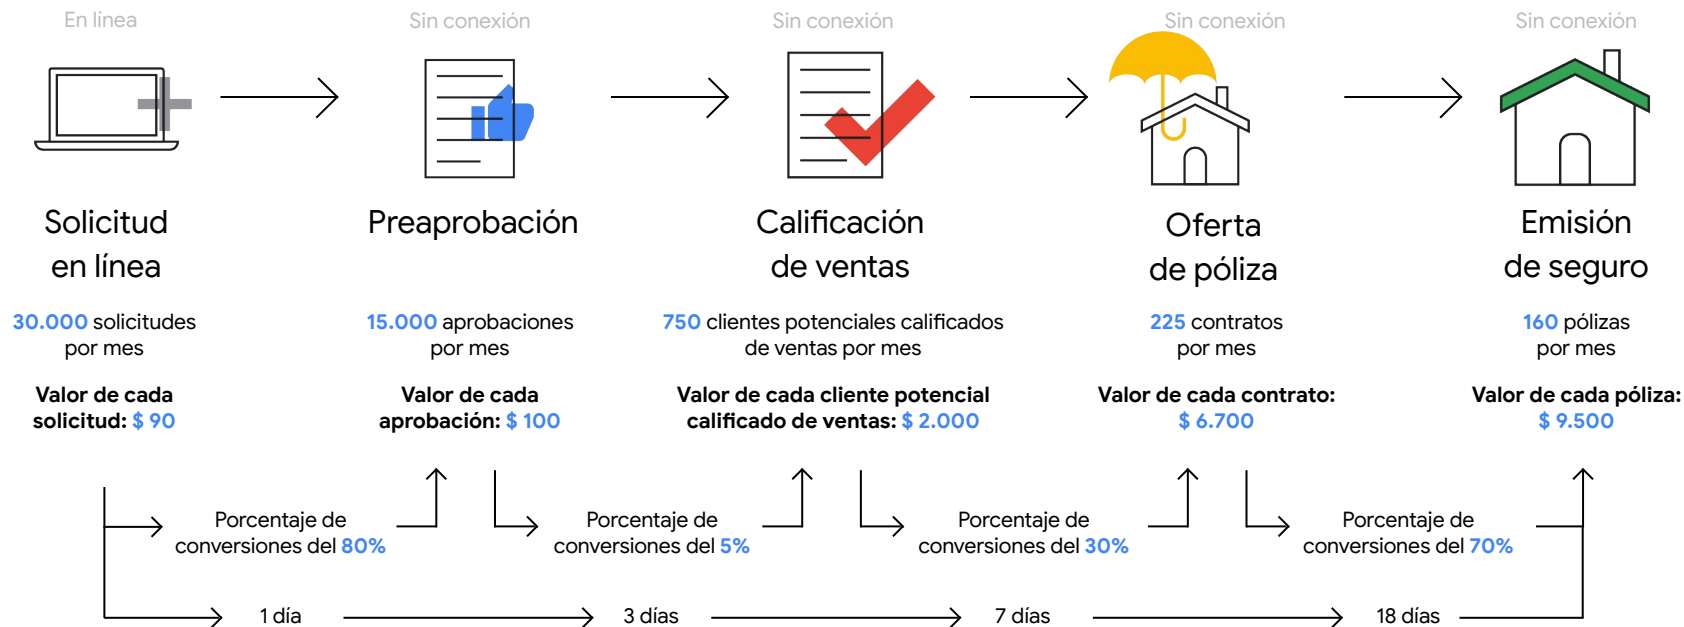 En línea
Sin conexión
Sin conexión
Sin conexión
Sin conexión
Solicitud
en línea
Preaprobación
Calificación
de ventas
Oferta
de póliza
Emisión
de seguro
30.000 solicitudes
por mes
15.000 aprobaciones
por mes
750 clientes potenciales calificados
de ventas por mes
225 contratos
por mes
160 pólizas
por mes
Valor de cada
solicitud: $ 90
Valor de cada
aprobación: $ 100
Valor de cada cliente potencial
calificado de ventas: $ 2.000
Valor de cada contrato:
$ 6.700
Valor de cada póliza:
$ 9.500
Porcentaje de
conversiones del 80%
Porcentaje de
conversiones del 5%
Porcentaje de
conversiones del 30%
Porcentaje de
conversiones del 70%
1 día
3 días
7 días
18 días